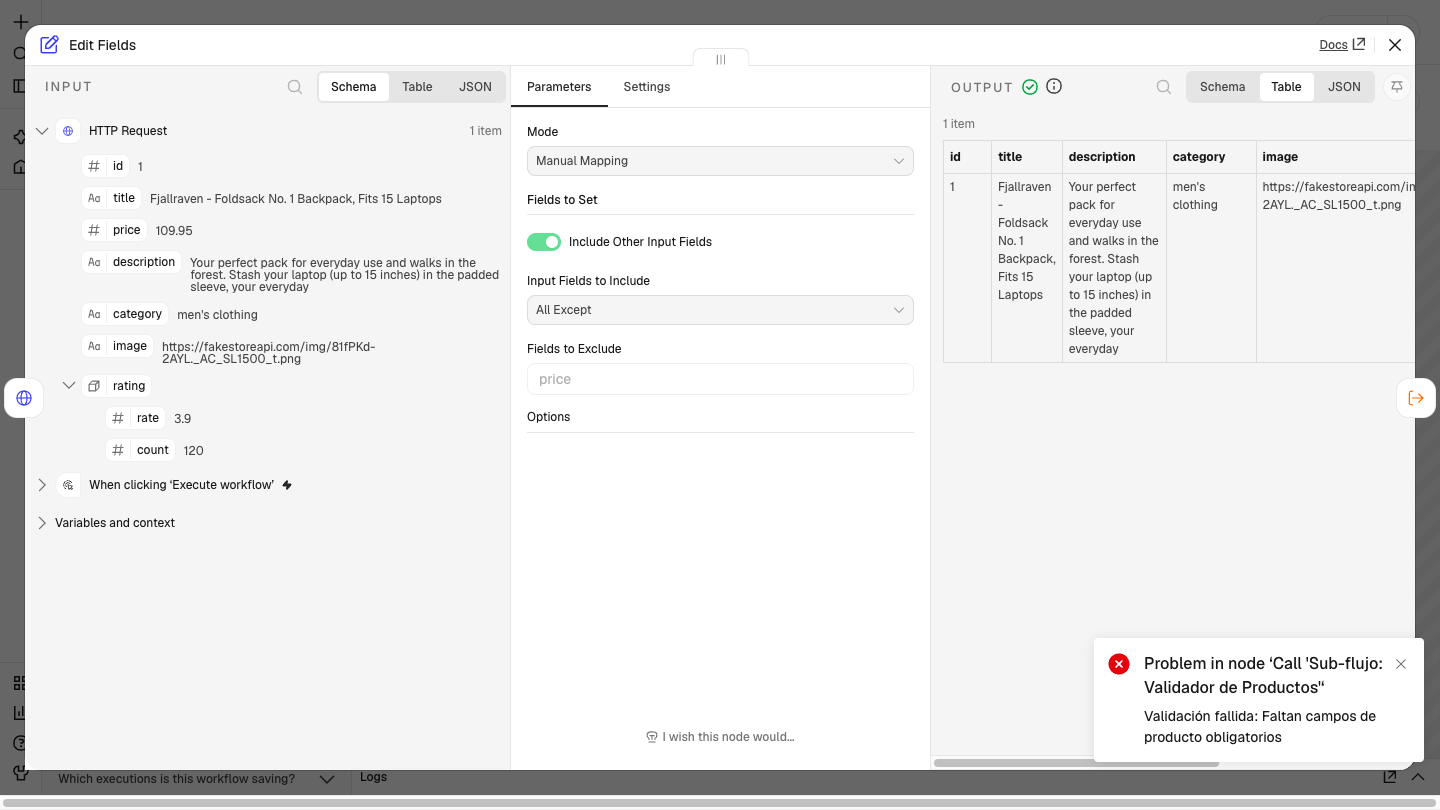 Edit Fields
Docs
INPUT
Schema
Table
JSON
Parameters
Settings
OUTPUT
Schema
Table
JSON
HTTP Request
1 item
# id 1
Aa title Fjallraven - Foldsack No. 1 Backpack, Fits 15 Laptops
# price 109.95
Aa description Your perfect pack for everyday use and walks in the
forest. Stash your laptop (up to 15 inches) in the padded
sleeve, your everyday
Aa category men's clothing
Aa image https://fakestoreapi.com/img/81fPKd-
2AYL._AC_SL1500_t.png
rating
# rate 3.9
# count 120
When clicking ‘Execute workflow’
Variables and context
Mode
Manual Mapping
Fields to Set
Include Other Input Fields
Input Fields to Include
All Except
Fields to Exclude
price
Options
I wish this node would...
1 item
id title description category image
1
Fjallraven
-
Foldsack
No. 1
Backpack,
Fits 15
Laptops
Your perfect
pack for
everyday use
and walks in the
forest. Stash
your laptop (up
to 15 inches) in
the padded
sleeve, your
everyday
men's
clothing
https://fakestoreapi.com/im
2AYL._AC_SL1500_t.png
Problem in node ‘Call 'Sub-flujo:
Validador de Productos'‘
Validación fallida: Faltan campos de
producto obligatorios
Which executions is this workflow saving?
Logs